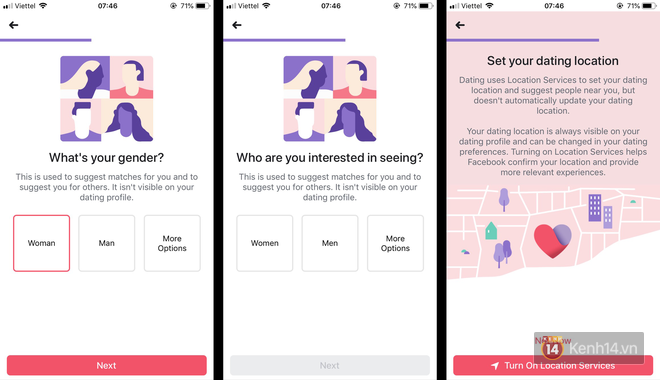 Viettel
07:46
71%
What's your gender?
This is used to suggest matches for you and to
suggest you for others. It isn't visible on your
dating profile.
Woman
Man
More
Options
Next
Viettel
07:46
71%
Who are you interested in seeing?
This is used to suggest matches for you and to
suggest you for others. It isn't visible on your
dating profile.
Women
Men
More
Options
Next
Viettel
07:46
71%
Set your dating location
Dating uses Location Services to set your dating
location and suggest people near you, but
doesn't automatically update your dating
location.
Your dating location is always visible on your
dating profile and can be changed in your dating
preferences. Turning on Location Services helps
Facebook confirm your location and provide
more relevant experiences.
14
Kenh14.vn
Turn On Location Services